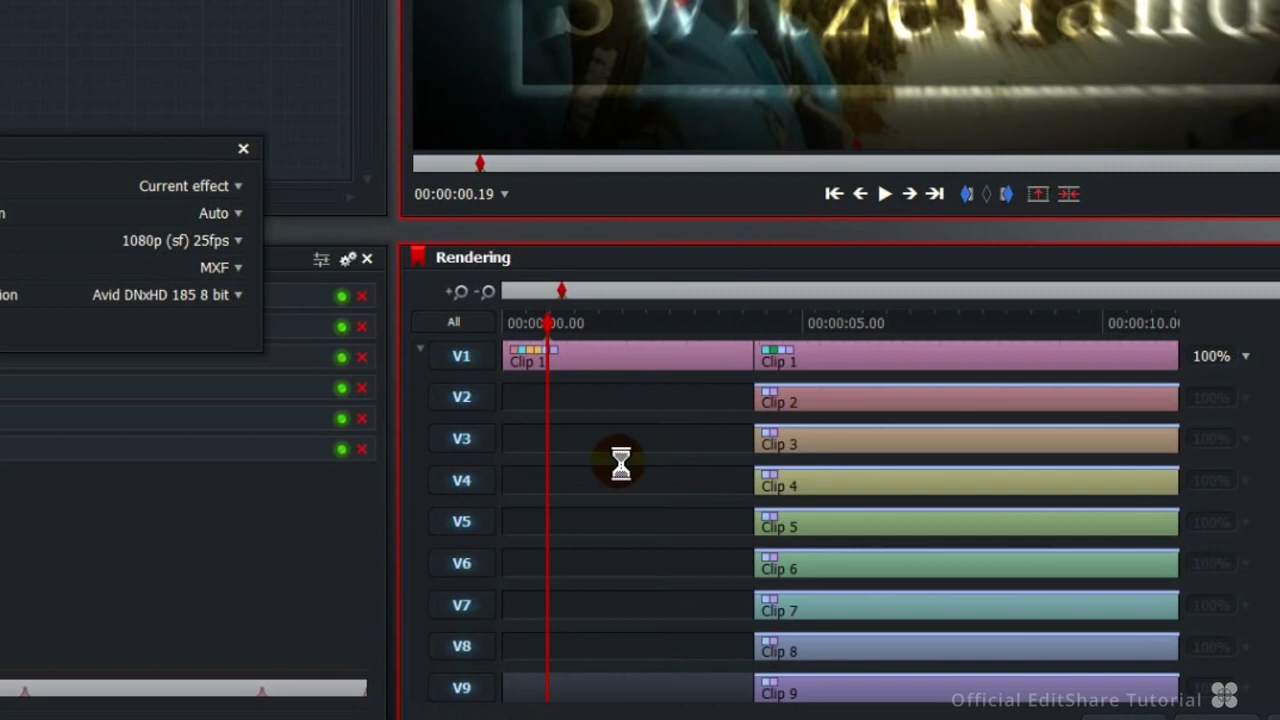 Switzerland
Current effect
n
Auto
1080p (sf) 25fps
MXF
ion
Avid DNxHD 185 8 bit
00:00:00.19
Rendering
All
00:00:00.00
00:00:05.00
00:00:10.0
V1
Clip 1
Clip 1
100%
V2
Clip 2
100%
V3
Clip 3
100%
V4
Clip 4
100%
V5
Clip 5
100%
V6
Clip 6
100%
V7
Clip 7
100%
V8
Clip 8
100%
V9
Clip 9
100%
Official EditShare Tutorial